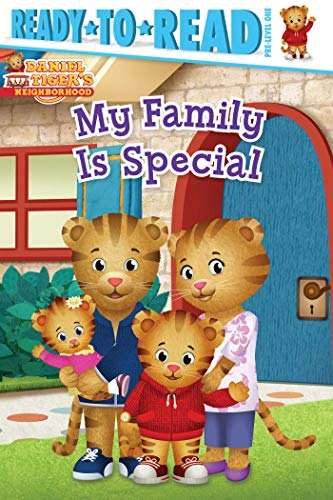 READY-TO-READ
PRE-LEVEL ONE
DANIEL
TIGER'S
NEIGHBORHOOD
My Family
Is Special